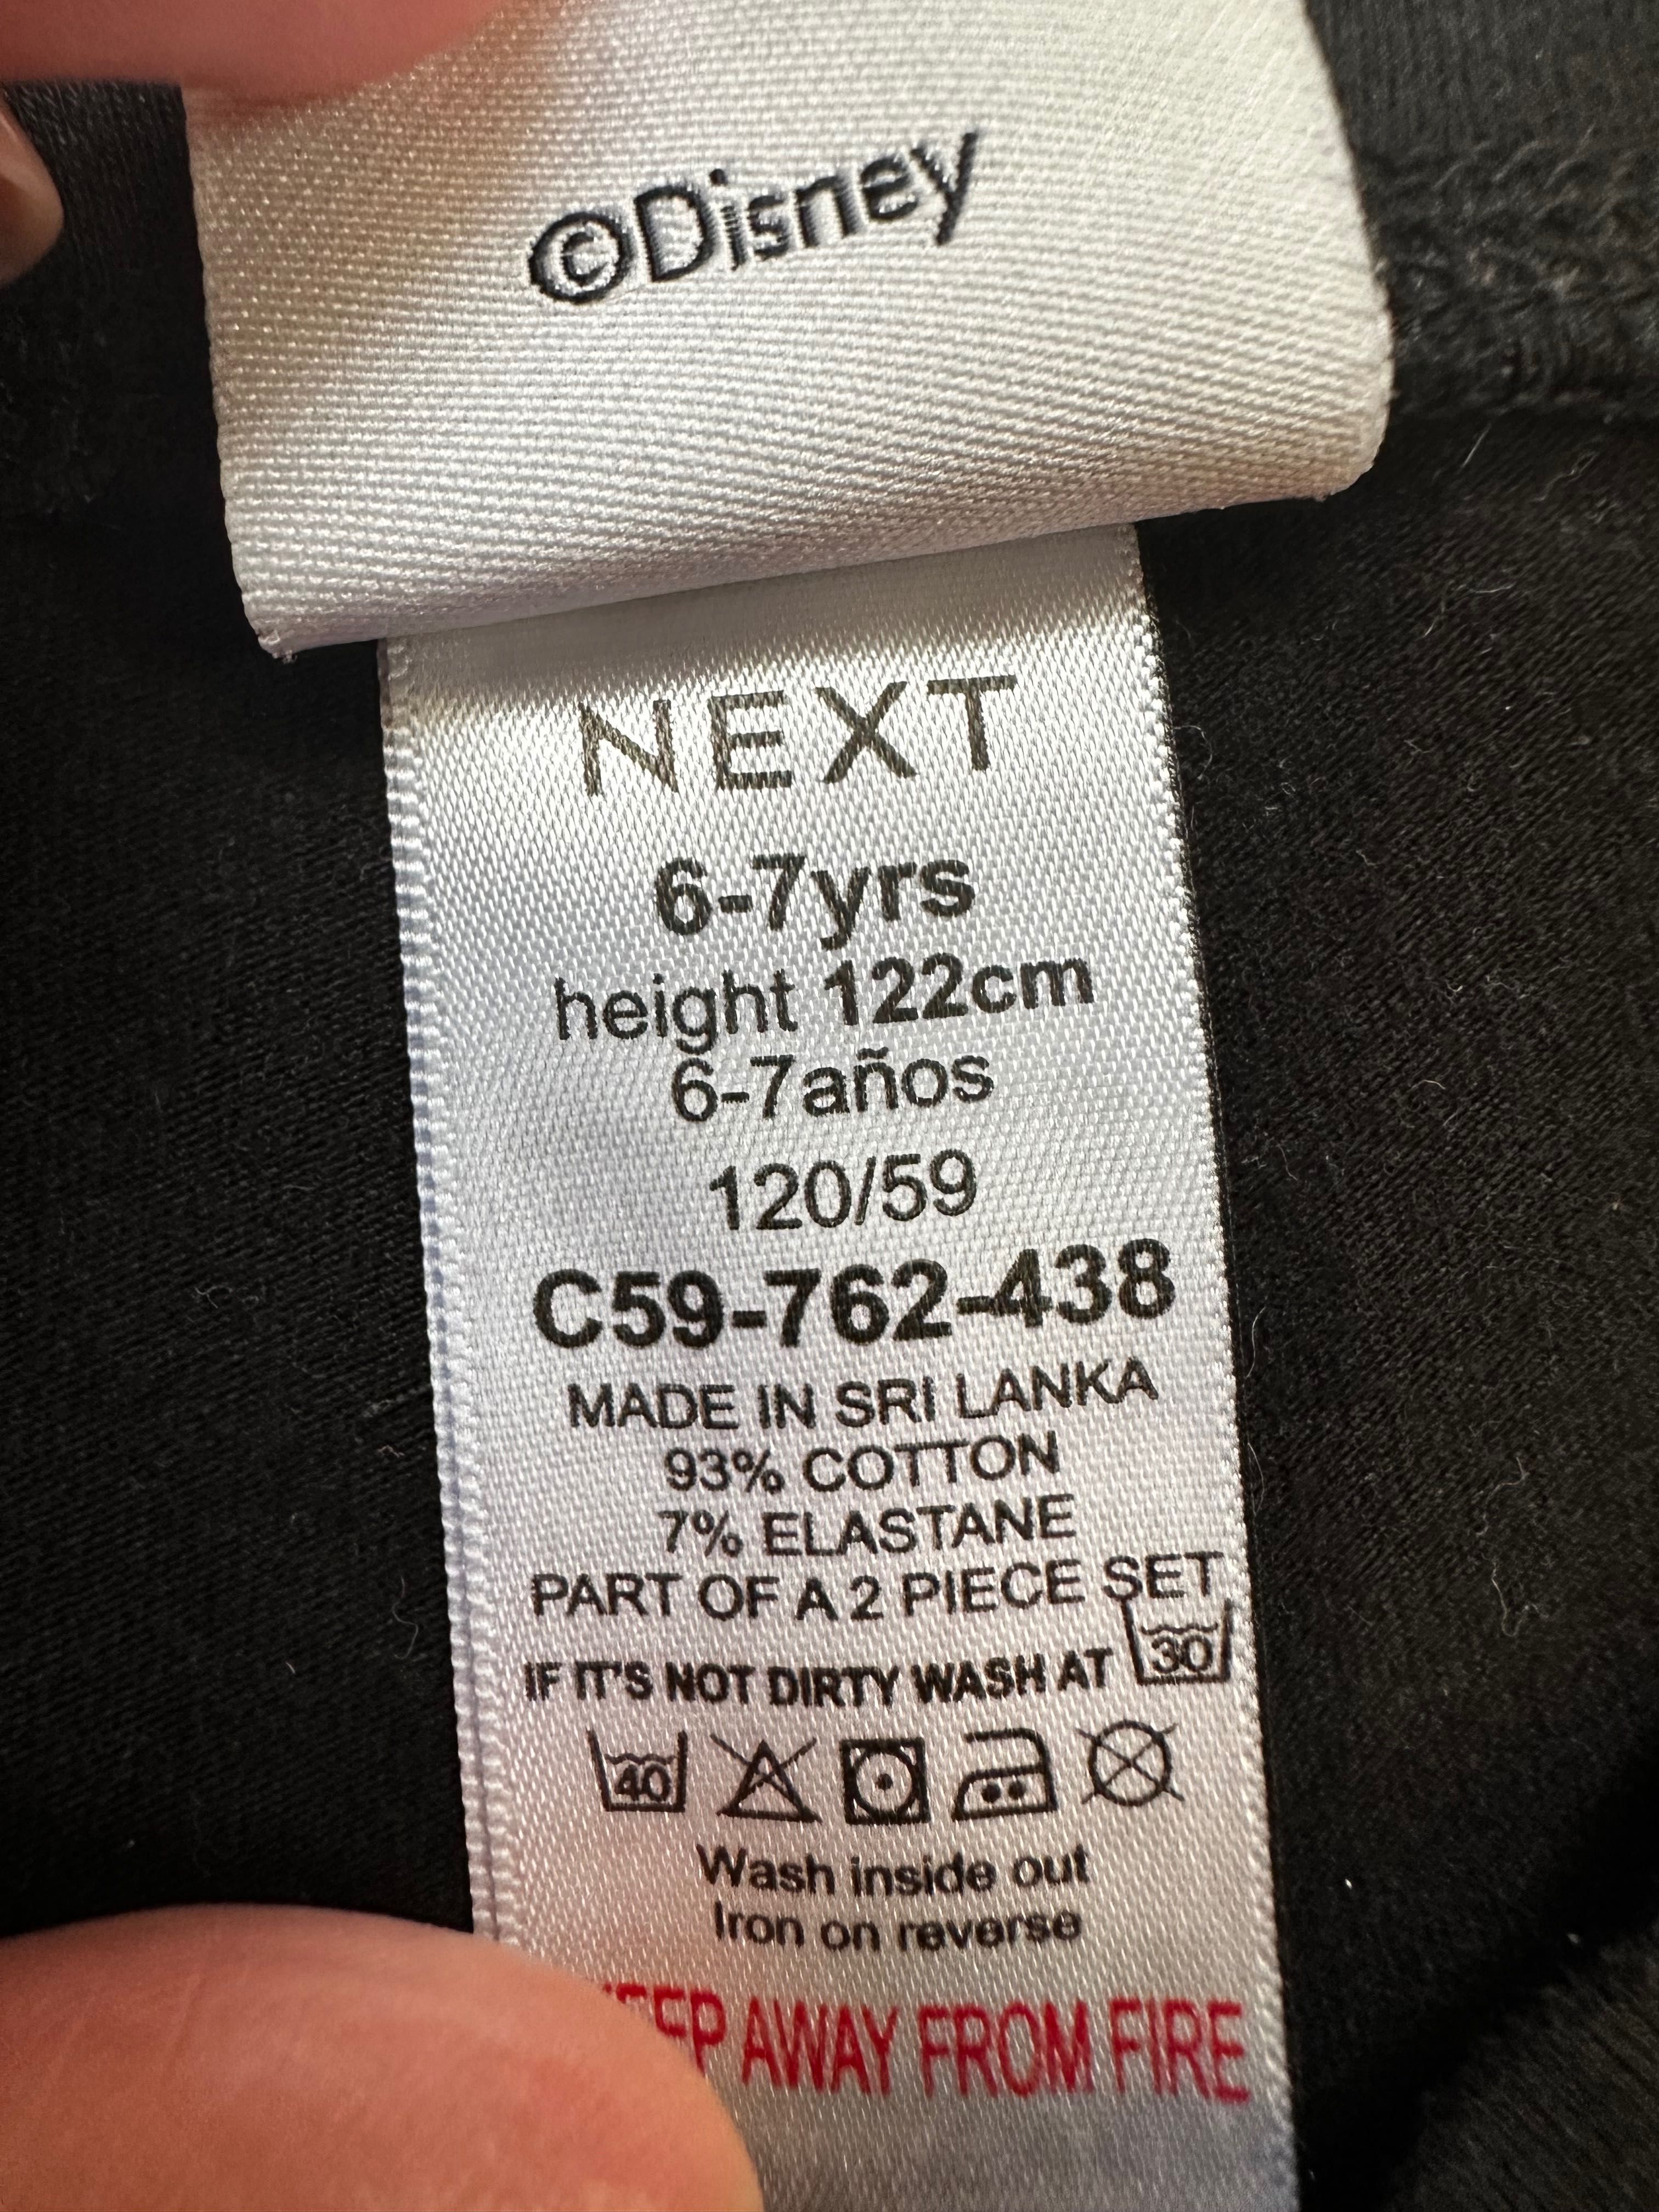 ©Disney
NEXT
6-7yrs
height 122cm
6-7años
120/59
C59-762-438
MADE IN SRI LANKA
93% COTTON
7% ELASTANE
PART OF A 2 PIECE SET
IF IT'S NOT DIRTY WASH AT 30
40
Wash inside out
Iron on reverse
AWAY FROM FIRE